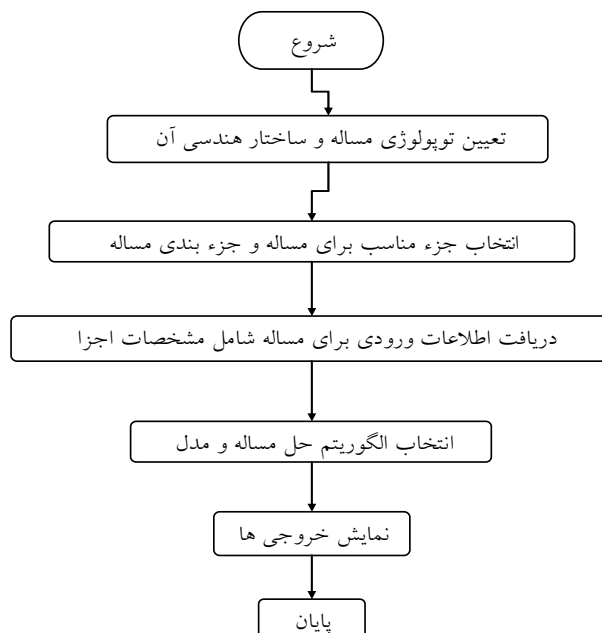 شروع
تعیین توپولوژی مساله و ساختار هندسی آن
انتخاب جزء مناسب برای مساله و جزء بندی مساله
دریافت اطلاعات ورودی برای مساله شامل مشخصات اجزا
انتخاب الگوریتم حل مساله و مدل
نمایش خروجی ها
پایان